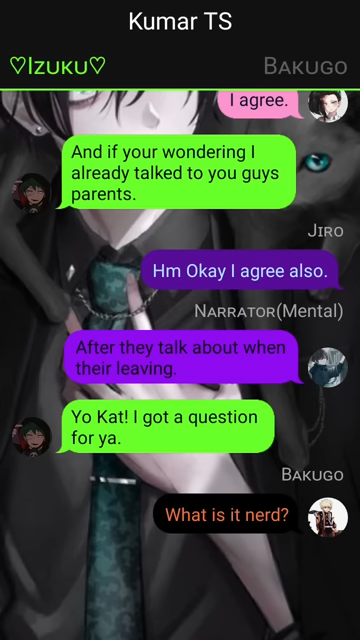 Kumar TS
♡Izuku♡ Bakugo
I agree.
And if your wondering I
already talked to you guys
parents.
Jiro
Hm Okay I agree also.
Narrator(Mental)
After they talk about when
their leaving.
Yo Kat! I got a question
for ya.
Bakugo
What is it nerd?